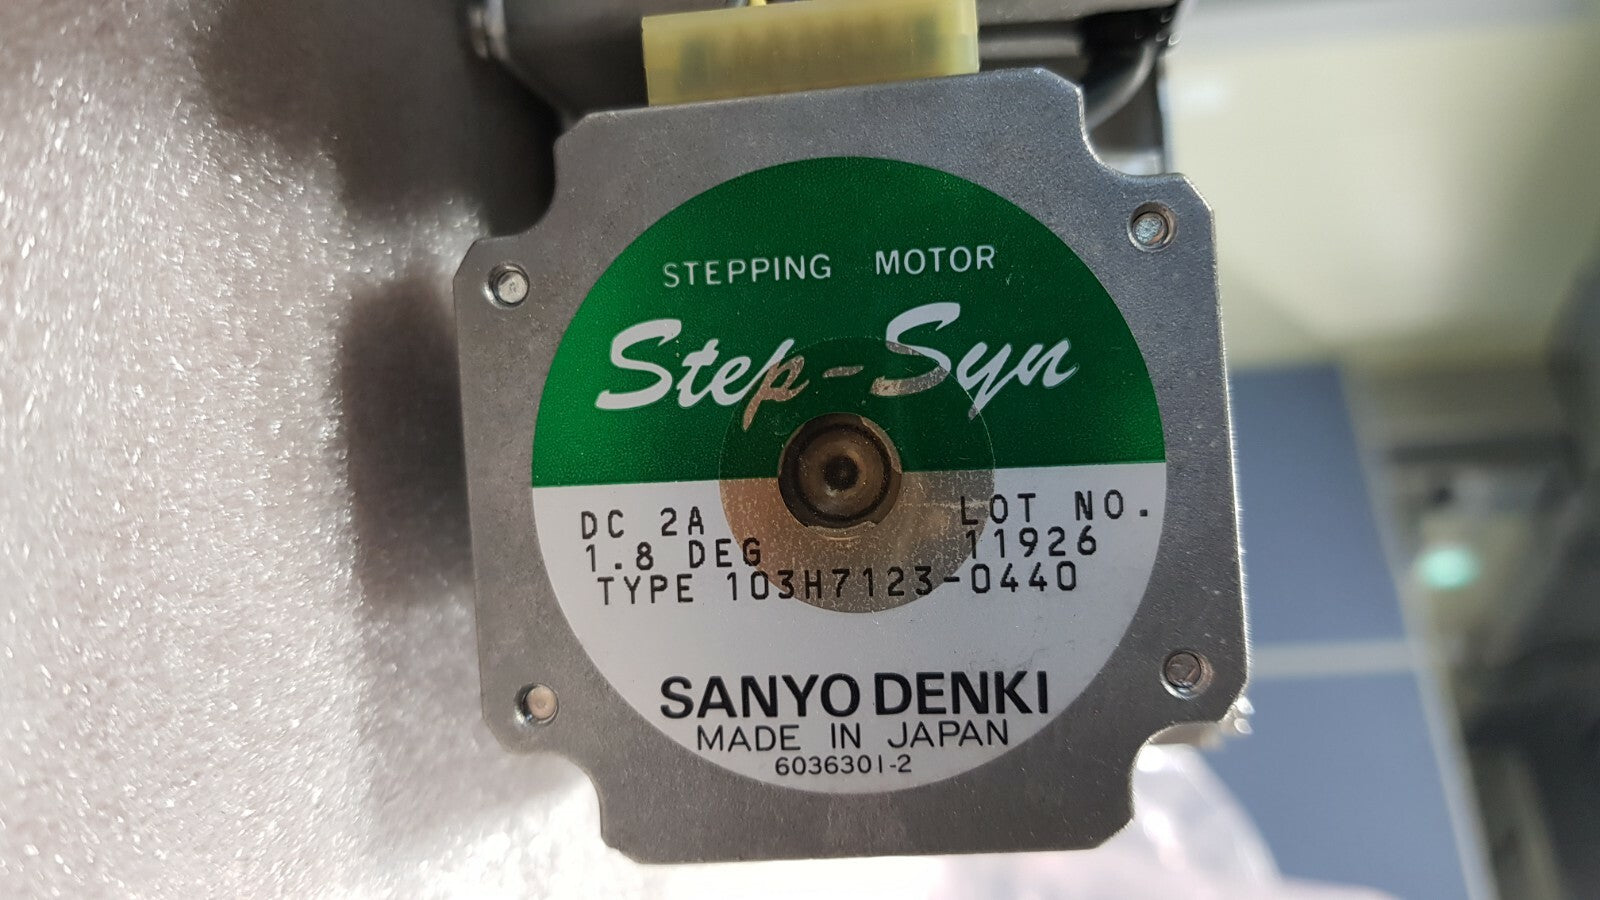 STEPPING MOTOR
Step-Syn
DC 2A LOT NO.
1.8 DEG 11926
TYPE 103H7123-0440
SANYO DENKI
MADE IN JAPAN
6036301-2